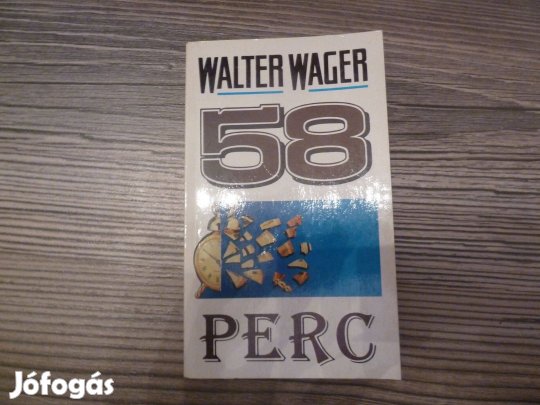 WALTER WAGER
58
PERC
Jófogás